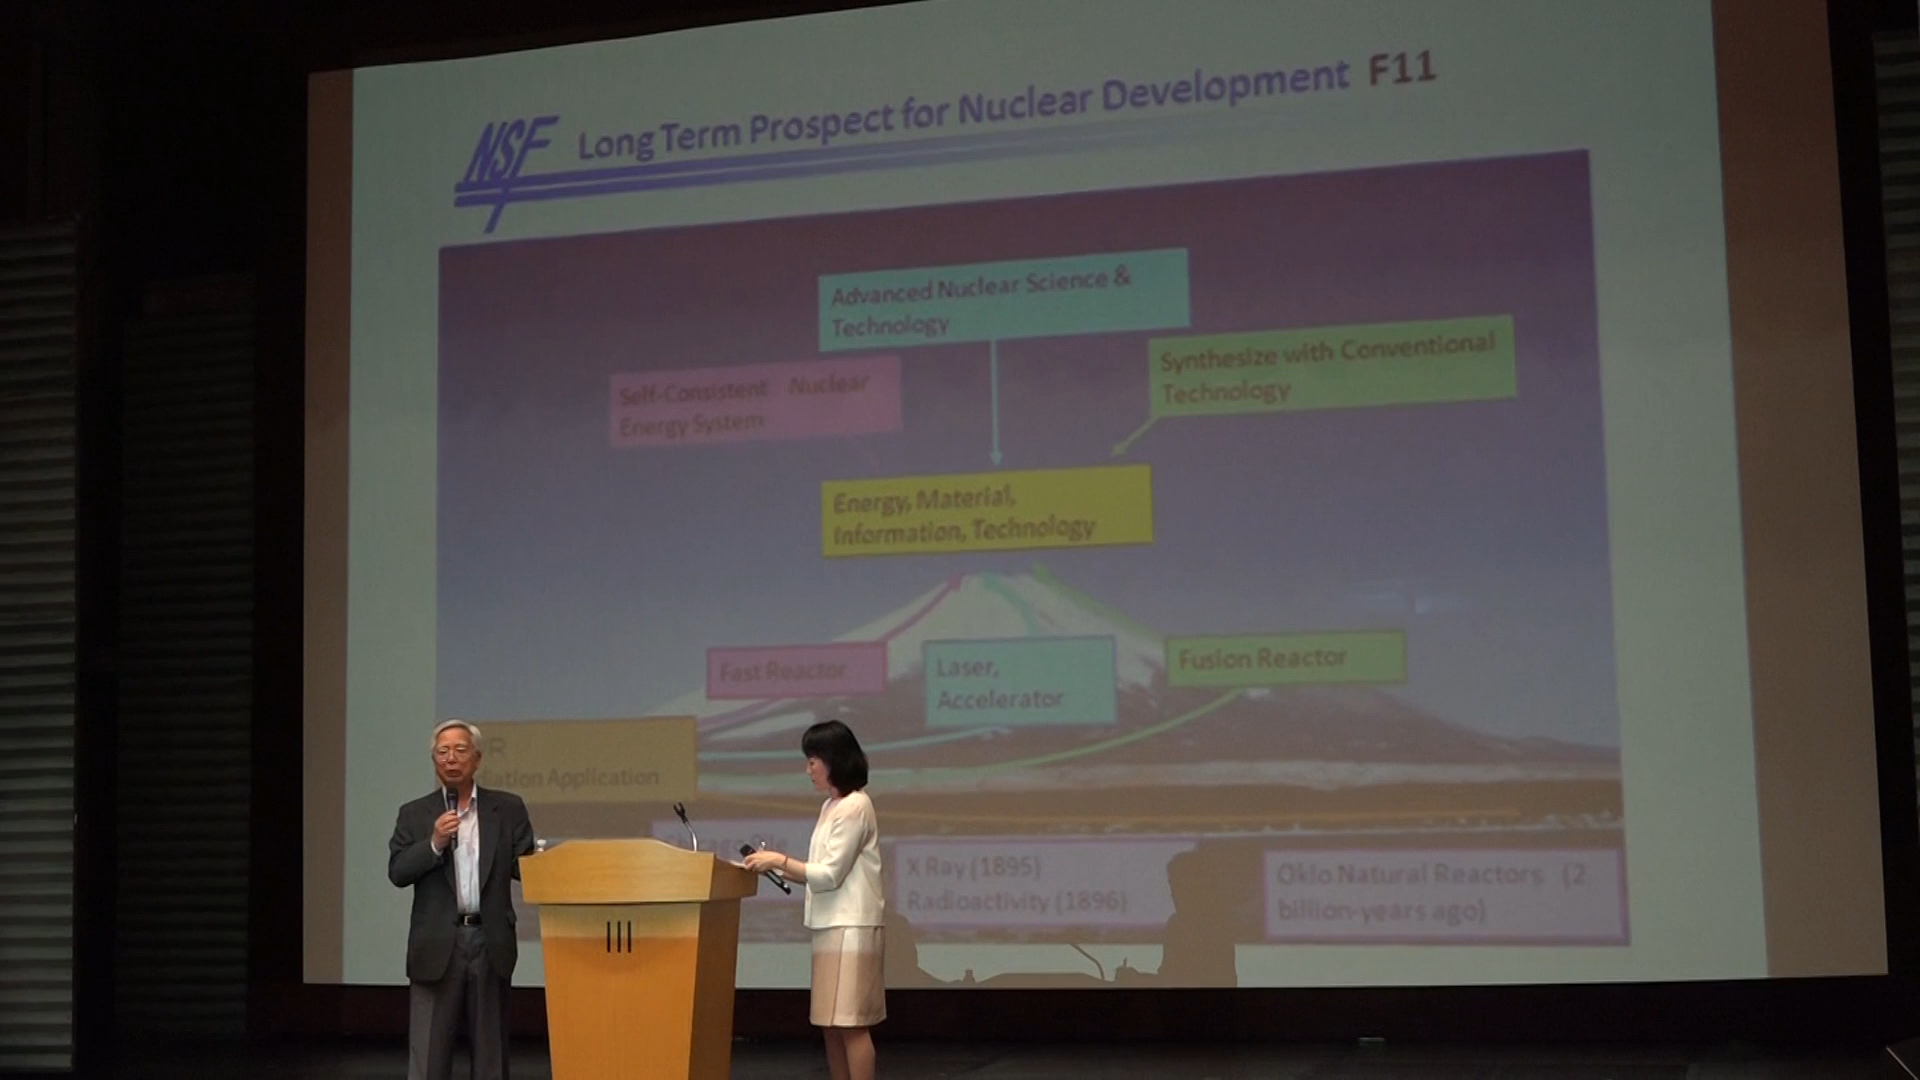 NSF Long Term Prospect for Nuclear Development F11
Advanced Nuclear Science &
Technology
Synthesize with Conventional
Technology
Self-Consistent Nuclear
Energy System
Energy, Material,
Information, Technology
Fast Reactor
Laser,
Accelerator
Fusion Reactor
Application
X Ray (1895)
Radioactivity (1896)
Oklo Natural Reactors (2
billion-years ago)